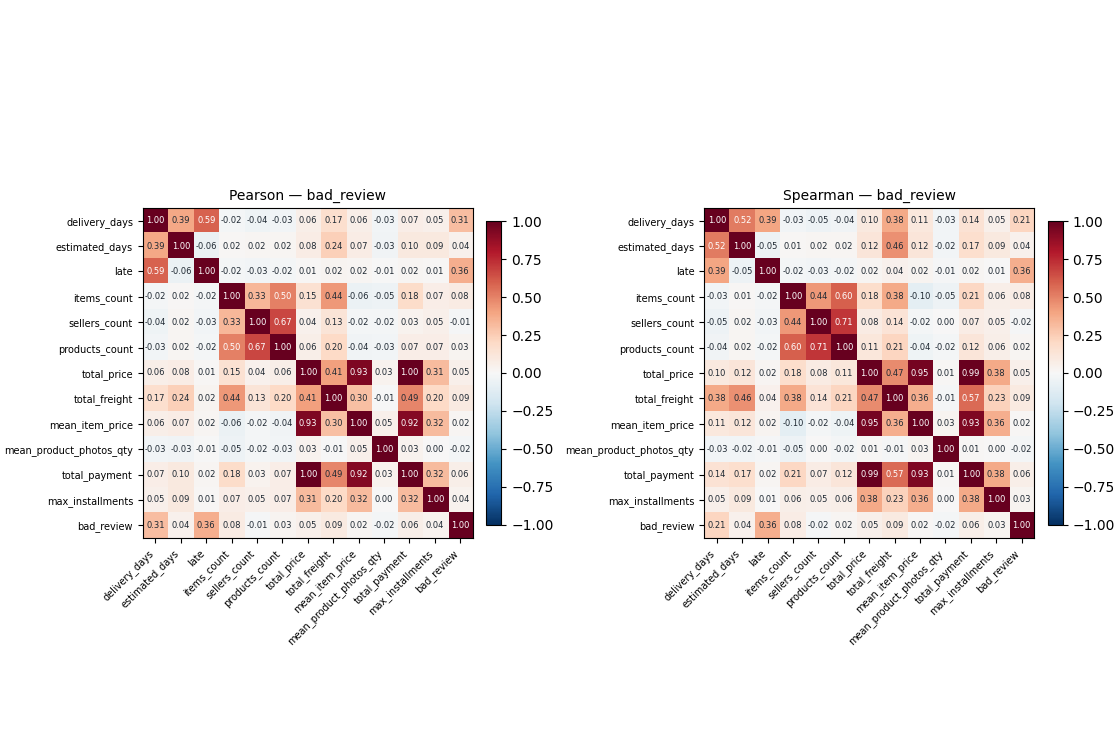 Pearson — bad_review
delivery_days 1.00 0.39 0.59 -0.02 -0.04 -0.03 0.06 0.17 0.06 -0.03 0.07 0.05 0.31
estimated_days 0.39 1.00 -0.06 0.02 0.02 0.02 0.08 0.24 0.07 -0.03 0.10 0.09 0.04
late 0.59 -0.06 1.00 -0.02 -0.03 -0.02 0.01 0.02 0.02 -0.01 0.02 0.01 0.36
items_count -0.02 0.02 -0.02 1.00 0.33 0.50 0.15 0.44 -0.06 -0.05 0.18 0.07 0.08
sellers_count -0.04 0.02 -0.03 0.33 1.00 0.67 0.04 0.13 -0.02 -0.02 0.03 0.05 -0.01
products_count -0.03 0.02 -0.02 0.50 0.67 1.00 0.06 0.20 -0.04 -0.03 0.07 0.07 0.03
total_price 0.06 0.08 0.01 0.15 0.04 0.06 1.00 0.41 0.93 0.03 1.00 0.31 0.05
total_freight 0.17 0.24 0.02 0.44 0.13 0.20 0.41 1.00 0.30 -0.01 0.49 0.20 0.09
mean_item_price 0.06 0.07 0.02 -0.06 -0.02 -0.04 0.93 0.30 1.00 0.05 0.92 0.32 0.02
mean_product_photos_qty -0.03 -0.03 -0.01 -0.05 -0.02 -0.03 0.03 -0.01 0.05 1.00 0.03 0.00 -0.02
total_payment 0.07 0.10 0.02 0.18 0.03 0.07 1.00 0.49 0.92 0.03 1.00 0.32 0.06
max_installments 0.05 0.09 0.01 0.07 0.05 0.07 0.31 0.20 0.32 0.00 0.32 1.00 0.04
bad_review 0.31 0.04 0.36 0.08 -0.01 0.03 0.05 0.09 0.02 -0.02 0.06 0.04 1.00
delivery_days
estimated_days
late
items_count
sellers_count
products_count
total_price
total_freight
mean_item_price
mean_product_photos_qty
total_payment
max_installments
bad_review
1.00
0.75
0.50
0.25
0.00
−0.25
−0.50
−0.75
−1.00
Spearman — bad_review
delivery_days 1.00 0.52 0.39 -0.03 -0.05 -0.04 0.10 0.38 0.11 -0.03 0.14 0.05 0.21
estimated_days 0.52 1.00 -0.05 0.01 0.02 0.02 0.12 0.46 0.12 -0.02 0.17 0.09 0.04
late 0.39 -0.05 1.00 -0.02 -0.03 -0.02 0.02 0.04 0.02 -0.01 0.02 0.01 0.36
items_count -0.03 0.01 -0.02 1.00 0.44 0.60 0.18 0.38 -0.10 -0.05 0.21 0.06 0.08
sellers_count -0.05 0.02 -0.03 0.44 1.00 0.71 0.08 0.14 -0.02 0.00 0.07 0.05 -0.02
products_count -0.04 0.02 -0.02 0.60 0.71 1.00 0.11 0.21 -0.04 -0.02 0.12 0.06 0.02
total_price 0.10 0.12 0.02 0.18 0.08 0.11 1.00 0.47 0.95 0.01 0.99 0.38 0.05
total_freight 0.38 0.46 0.04 0.38 0.14 0.21 0.47 1.00 0.36 -0.01 0.57 0.23 0.09
mean_item_price 0.11 0.12 0.02 -0.10 -0.02 -0.04 0.95 0.36 1.00 0.03 0.93 0.36 0.02
mean_product_photos_qty -0.03 -0.02 -0.01 -0.05 0.00 -0.02 0.01 -0.01 0.03 1.00 0.01 0.00 -0.02
total_payment 0.14 0.17 0.02 0.21 0.07 0.12 0.99 0.57 0.93 0.01 1.00 0.38 0.06
max_installments 0.05 0.09 0.01 0.06 0.05 0.06 0.38 0.23 0.36 0.00 0.38 1.00 0.03
bad_review 0.21 0.04 0.36 0.08 -0.02 0.02 0.05 0.09 0.02 -0.02 0.06 0.03 1.00
delivery_days
estimated_days
late
items_count
sellers_count
products_count
total_price
total_freight
mean_item_price
mean_product_photos_qty
total_payment
max_installments
bad_review
1.00
0.75
0.50
0.25
0.00
−0.25
−0.50
−0.75
−1.00